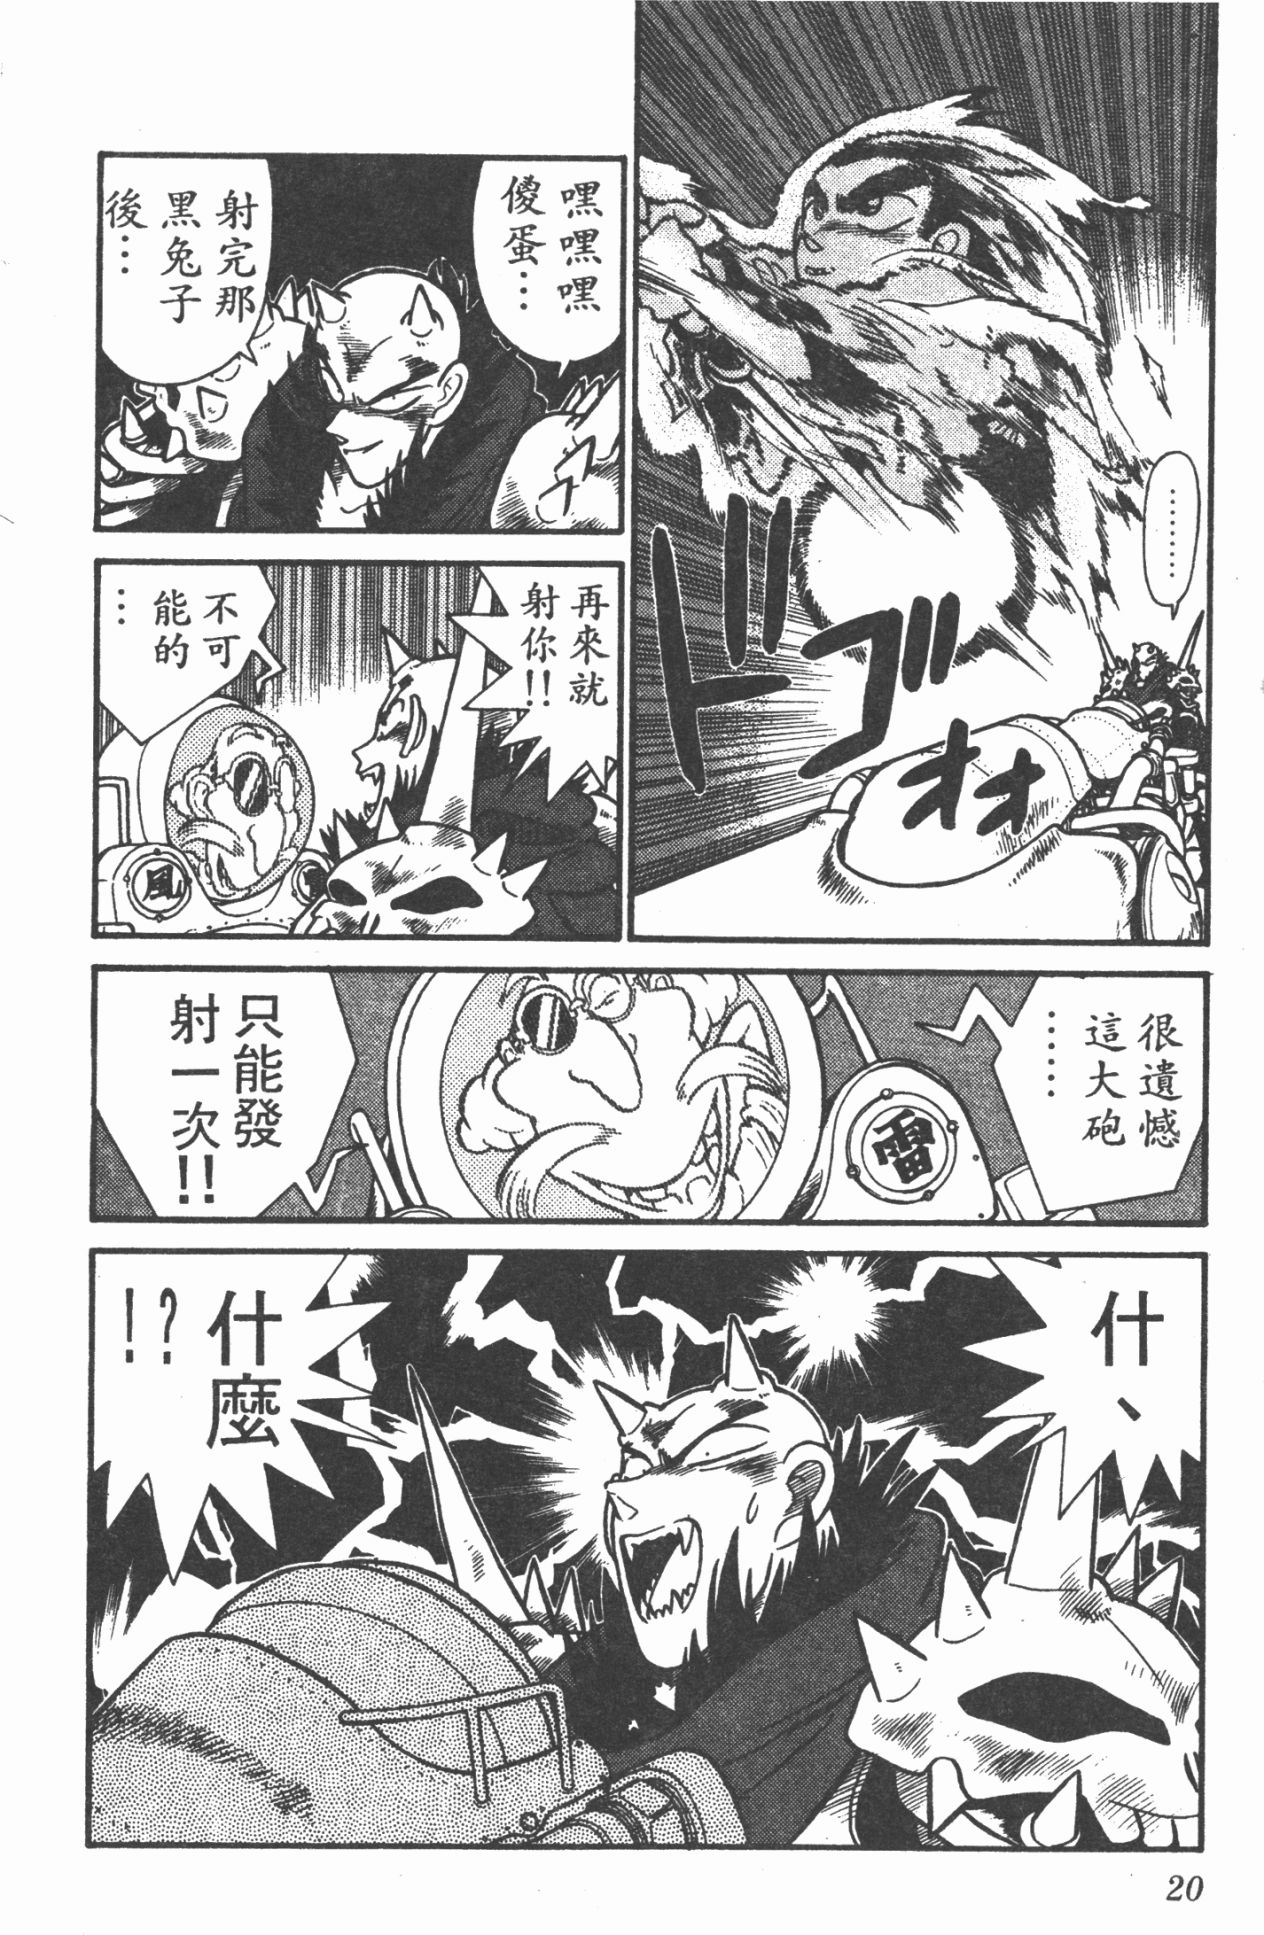 ………
ドゴオオ
嘿嘿嘿
傻蛋…
射完那
黑兔子
後…
再來就
射你!!
不可
能的
…
風
很遺憾
這大砲
……
雷
只能發
射一次!!
什、
什麼
!?
20